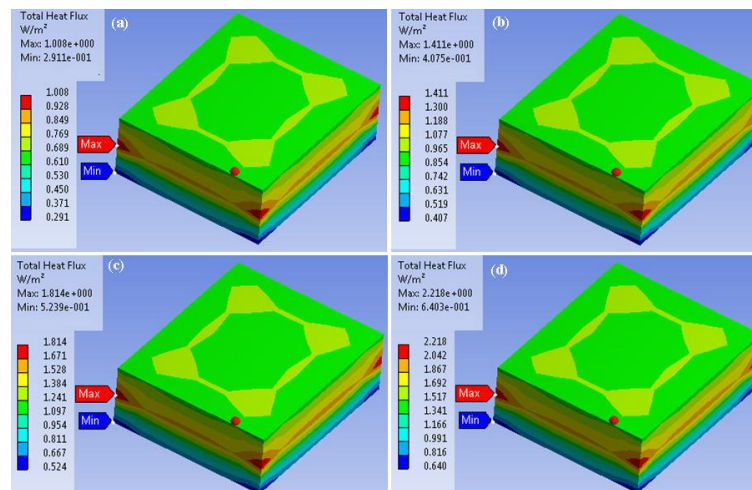 Total Heat Flux
W/m²
Max: 1.008e+000
Min: 2.911e-001
(a)
1.008
0.928
0.849
0.769
0.689
0.610
0.530
0.450
0.371
0.291
Max
Min
Total Heat Flux
W/m²
Max: 1.411e+000
Min: 4.075e-001
(b)
1.411
1.300
1.188
1.077
0.965
0.854
0.742
0.631
0.519
0.407
Max
Min
Total Heat Flux
W/m²
Max: 1.814e+000
Min: 5.239e-001
(c)
1.814
1.671
1.528
1.384
1.241
1.097
0.954
0.811
0.667
0.524
Max
Min
Total Heat Flux
W/m²
Max: 2.218e+000
Min: 6.403e-001
(d)
2.218
2.042
1.867
1.692
1.517
1.341
1.166
0.991
0.816
0.640
Max
Min